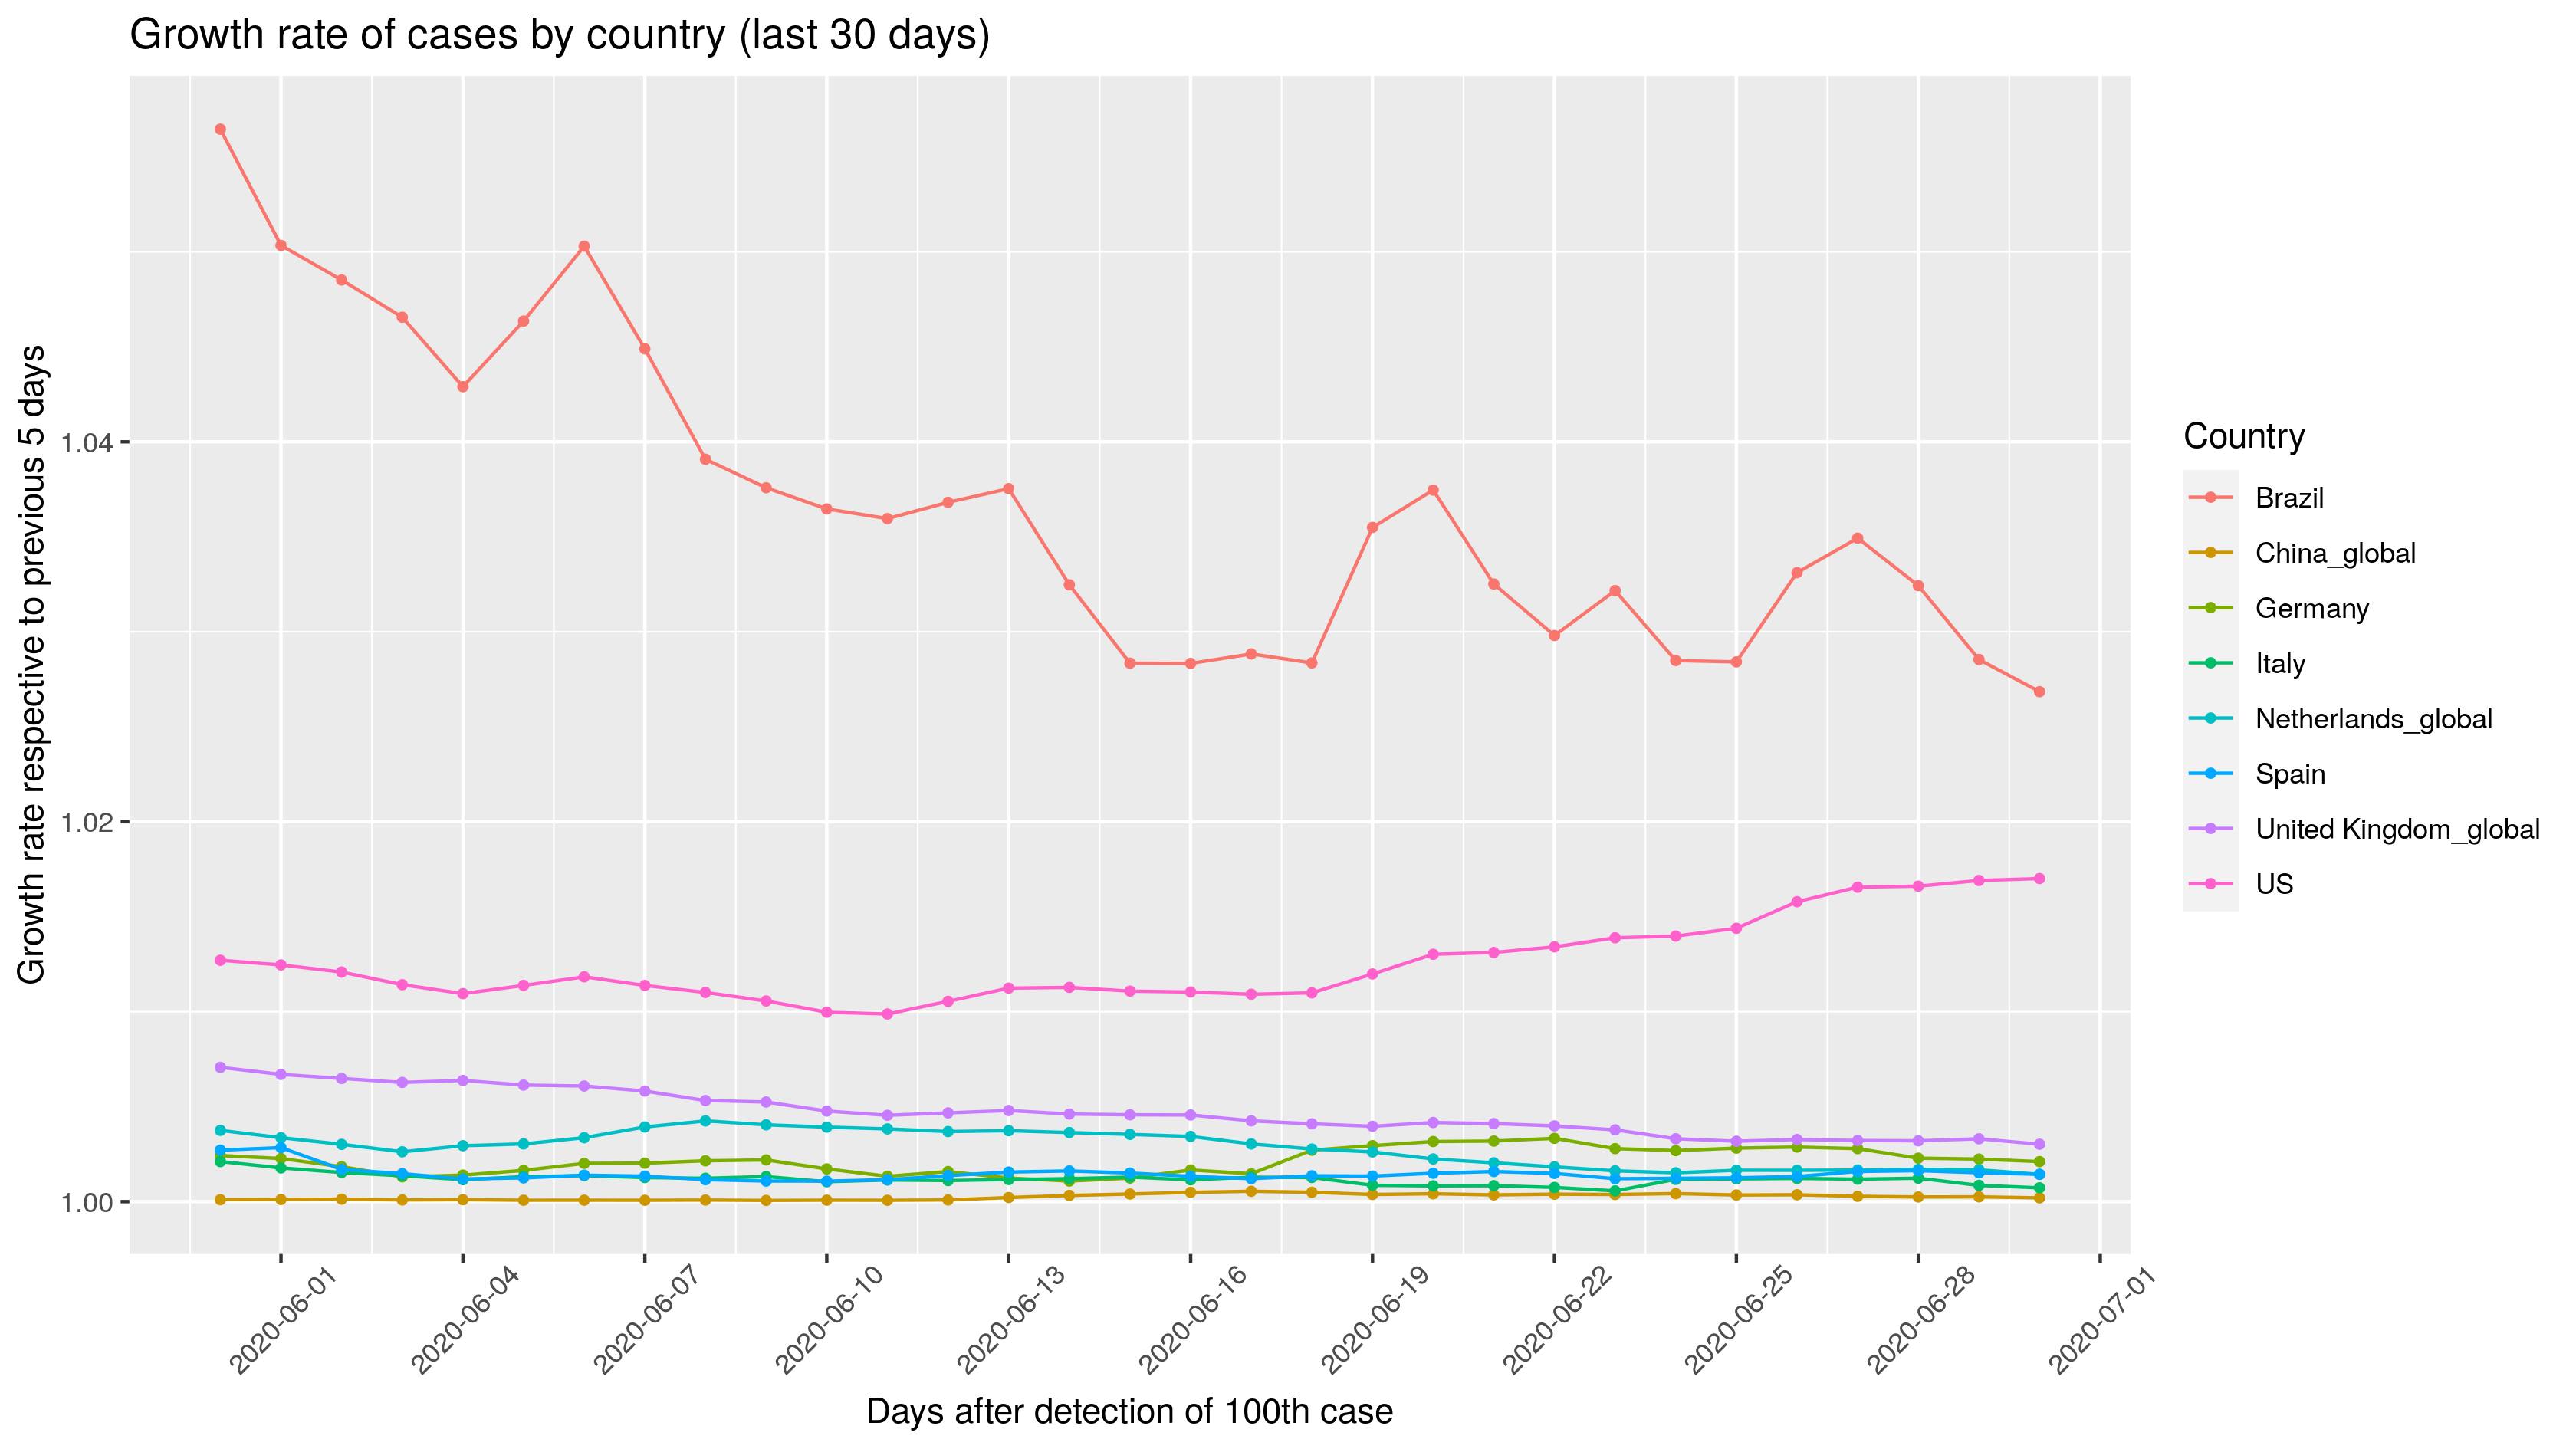 Growth rate of cases by country (last 30 days)
Growth rate respective to previous 5 days
1.04
1.02
1.00
2020-06-01
2020-06-04
2020-06-07
2020-06-10
2020-06-13
2020-06-16
2020-06-19
2020-06-22
2020-06-25
2020-06-28
2020-07-01
Days after detection of 100th case
Country
Brazil
China_global
Germany
Italy
Netherlands_global
Spain
United Kingdom_global
US